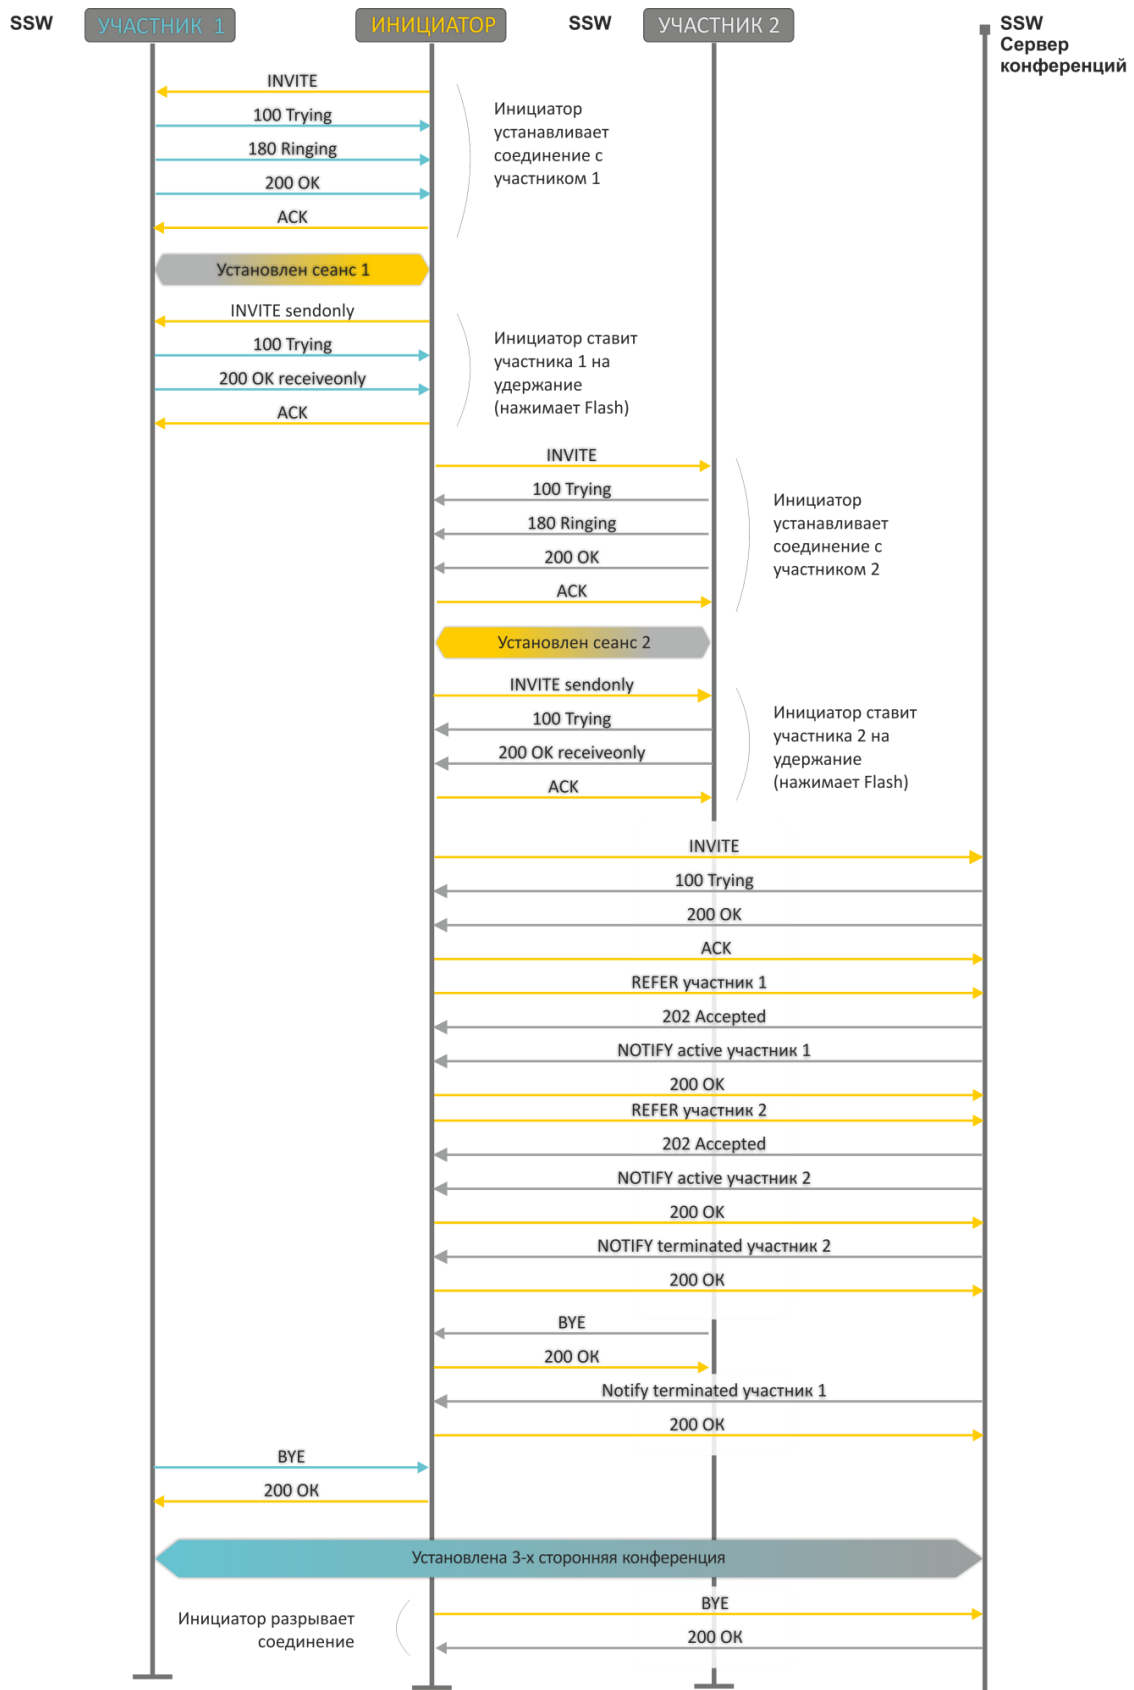 SSW
УЧАСТНИК 1
ИНИЦИАТОР
SSW
УЧАСТНИК 2
SSW
Сервер
конференций
INVITE
100 Trying
180 Ringing
200 OK
ACK
Инициатор
устанавливает
соединение с
участником 1
Установлен сеанс 1
INVITE sendonly
100 Trying
200 OK receiveonly
ACK
Инициатор ставит
участника 1 на
удержание
(нажимает Flash)
INVITE
100 Trying
180 Ringing
200 OK
ACK
Инициатор
устанавливает
соединение с
участником 2
Установлен сеанс 2
INVITE sendonly
100 Trying
200 OK receiveonly
ACK
Инициатор ставит
участника 2 на
удержание
(нажимает Flash)
INVITE
100 Trying
200 OK
ACK
REFER участник 1
202 Accepted
NOTIFY active участник 1
200 OK
REFER участник 2
202 Accepted
NOTIFY active участник 2
200 OK
NOTIFY terminated участник 2
200 OK
BYE
200 OK
Notify terminated участник 1
200 OK
BYE
200 OK
Установлена 3-х сторонняя конференция
Инициатор разрывает
соединение
BYE
200 OK